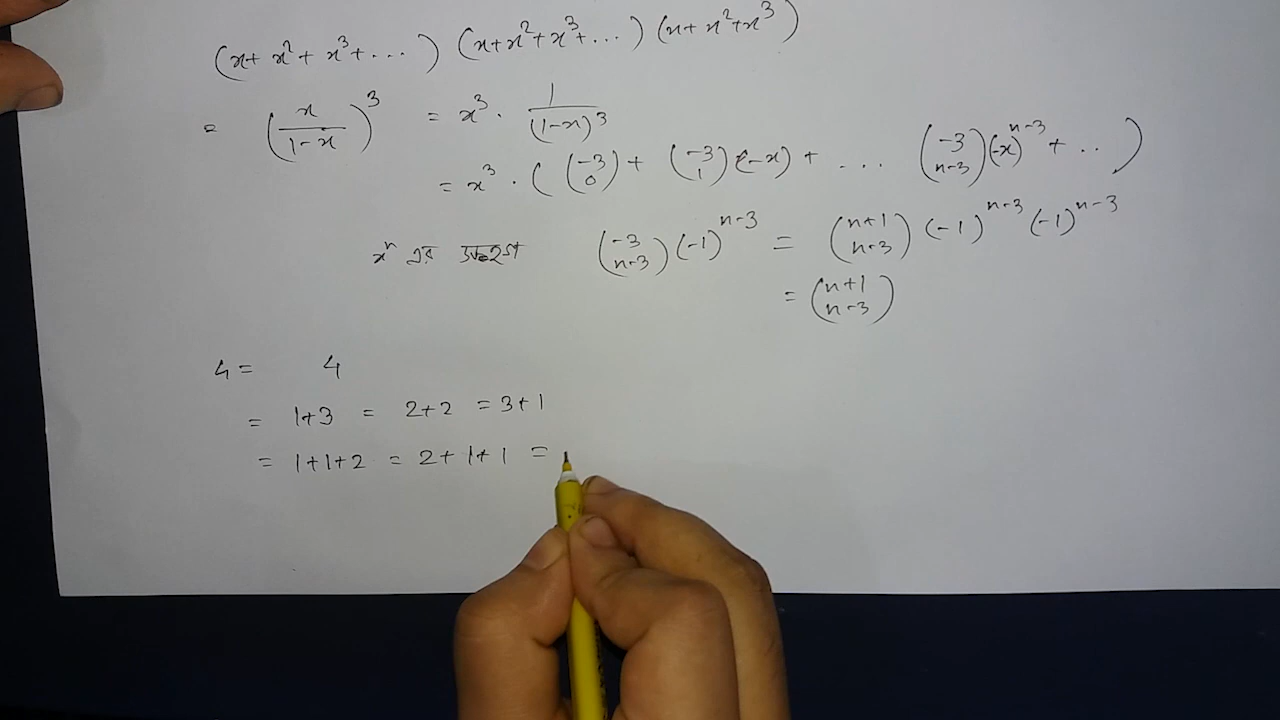 (x+x²+x³+...) (x+x²+x³+...) (x+x²+x³)
= (x/(1-x))³ = x³ · 1/(1-x)³
= x³ · ( (-3 0) + (-3 1) (-x) + ... (-3 n-3) (-x)ⁿ⁻³ + .. )
xⁿ এর সহগ (-3 n-3) (-1)ⁿ⁻³ = (n+1 n-3) (-1)ⁿ⁻³ (-1)ⁿ⁻³
= (n+1 n-3)
4 = 4
= 1+3 = 2+2 = 3+1
= 1+1+2 = 2+1+1 =